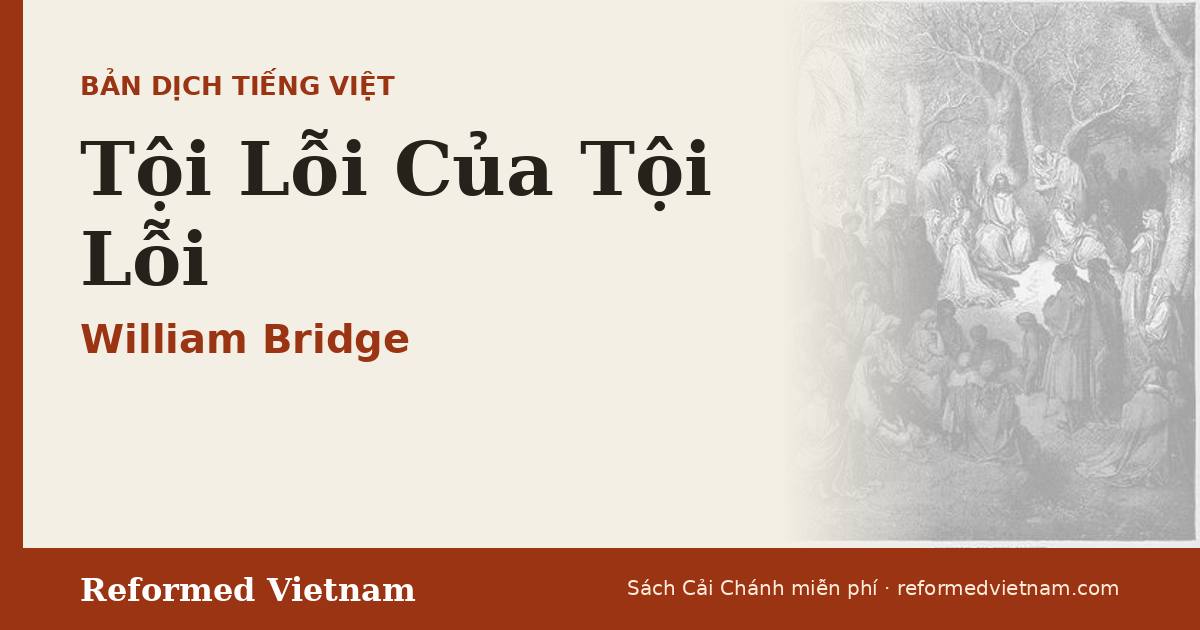 BẢN DỊCH TIẾNG VIỆT
Tội Lỗi Của Tội
Lỗi
William Bridge
Reformed Vietnam
Sách Cải Chánh miễn phí · reformedvietnam.com